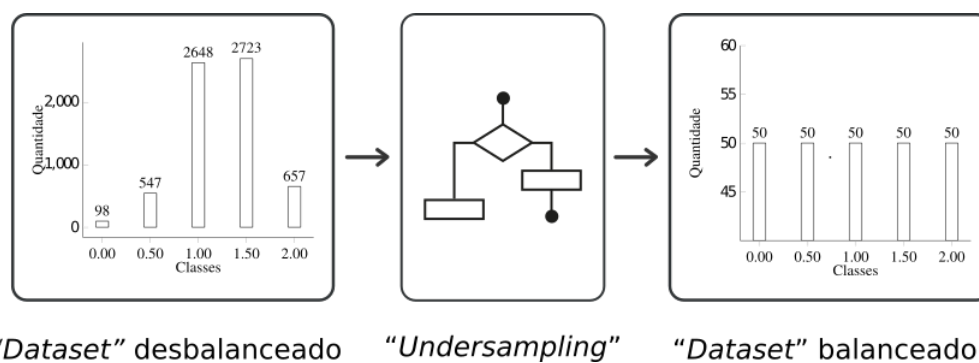 2648 2723
2,000
Quantidade
1,000
547
657
98
0
0.00 0.50 1.00 1.50 2.00
Classes
60
55
Quantidade
50
50 50 50 50 50
45
0.00 0.50 1.00 1.50 2.00
Classes
“Dataset” desbalanceado
“Undersampling”
“Dataset” balanceado